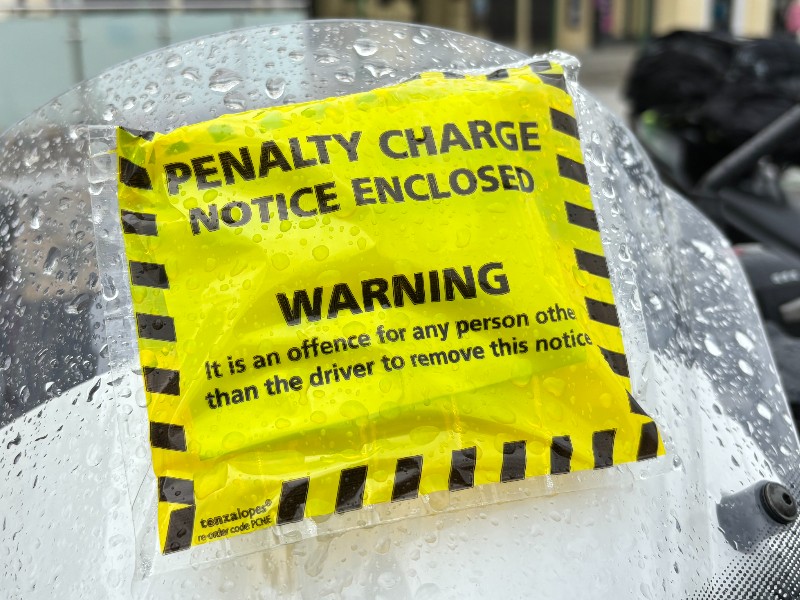 PENALTY CHARGE
NOTICE ENCLOSED
WARNING
It is an offence for any person othe
than the driver to remove this notice
tenzalopes®
re-order code PCNE